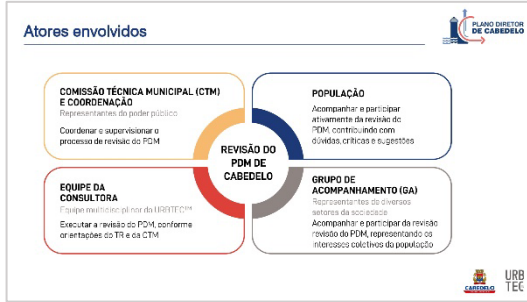 Atores envolvidos
PLANO DIRETOR
DE CABEDELO
COMISSÃO TÉCNICA MUNICIPAL (CTM)
E COORDENAÇÃO
Representantes do poder público
Coordenar e supervisionar o
processo de revisão do PDM
POPULAÇÃO
Acompanhar e participar
ativamente da revisão do
PDM, contribuindo com
dúvidas, críticas e sugestões
REVISÃO DO
PDM DE
CABEDELO
EQUIPE DA
CONSULTORA
Equipe multidisciplinar da URBTEC™
Executar a revisão do PDM, conforme
orientações do TR e da CTM
GRUPO DE
ACOMPANHAMENTO (GA)
Representantes de diversos
setores da sociedade
Acompanhar e participar da revisão
revisão do PDM, representando os
interesses coletivos da população
CABEDELO
URB
TEC